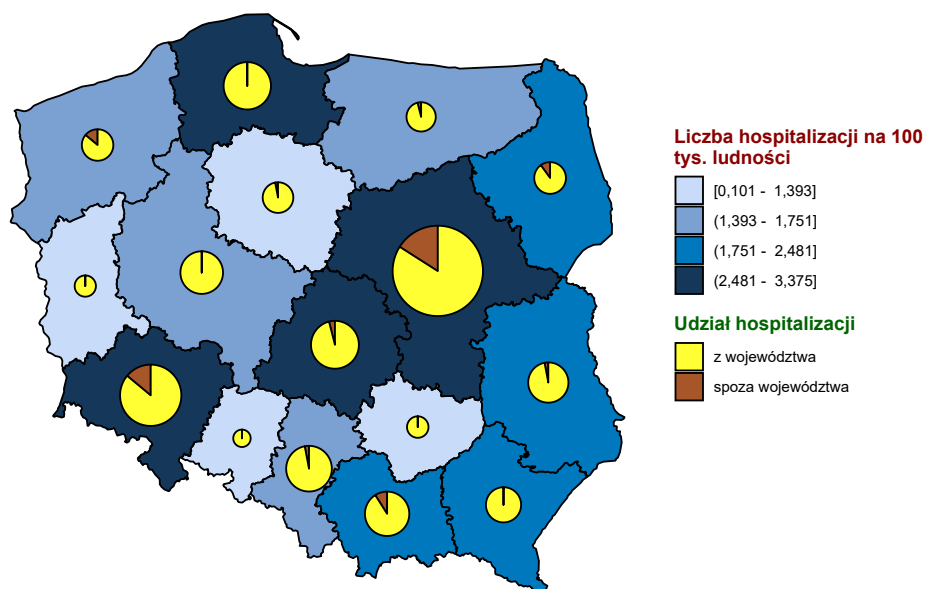 Liczba hospitalizacji na 100
tys. ludności
[0,101 - 1,393]
(1,393 - 1,751]
(1,751 - 2,481]
(2,481 - 3,375]
Udział hospitalizacji
z województwa
spoza województwa